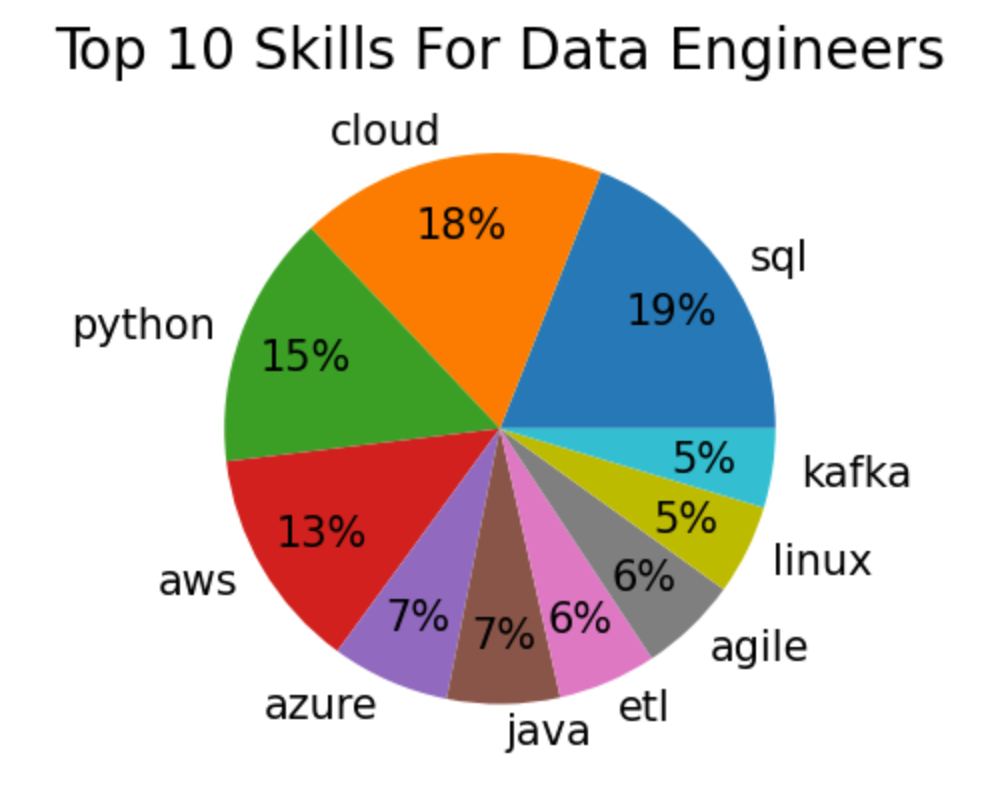 Top 10 Skills For Data Engineers
cloud
18%
sql
19%
python
15%
aws
13%
azure
7%
java
7%
etl
6%
agile
6%
linux
5%
kafka
5%